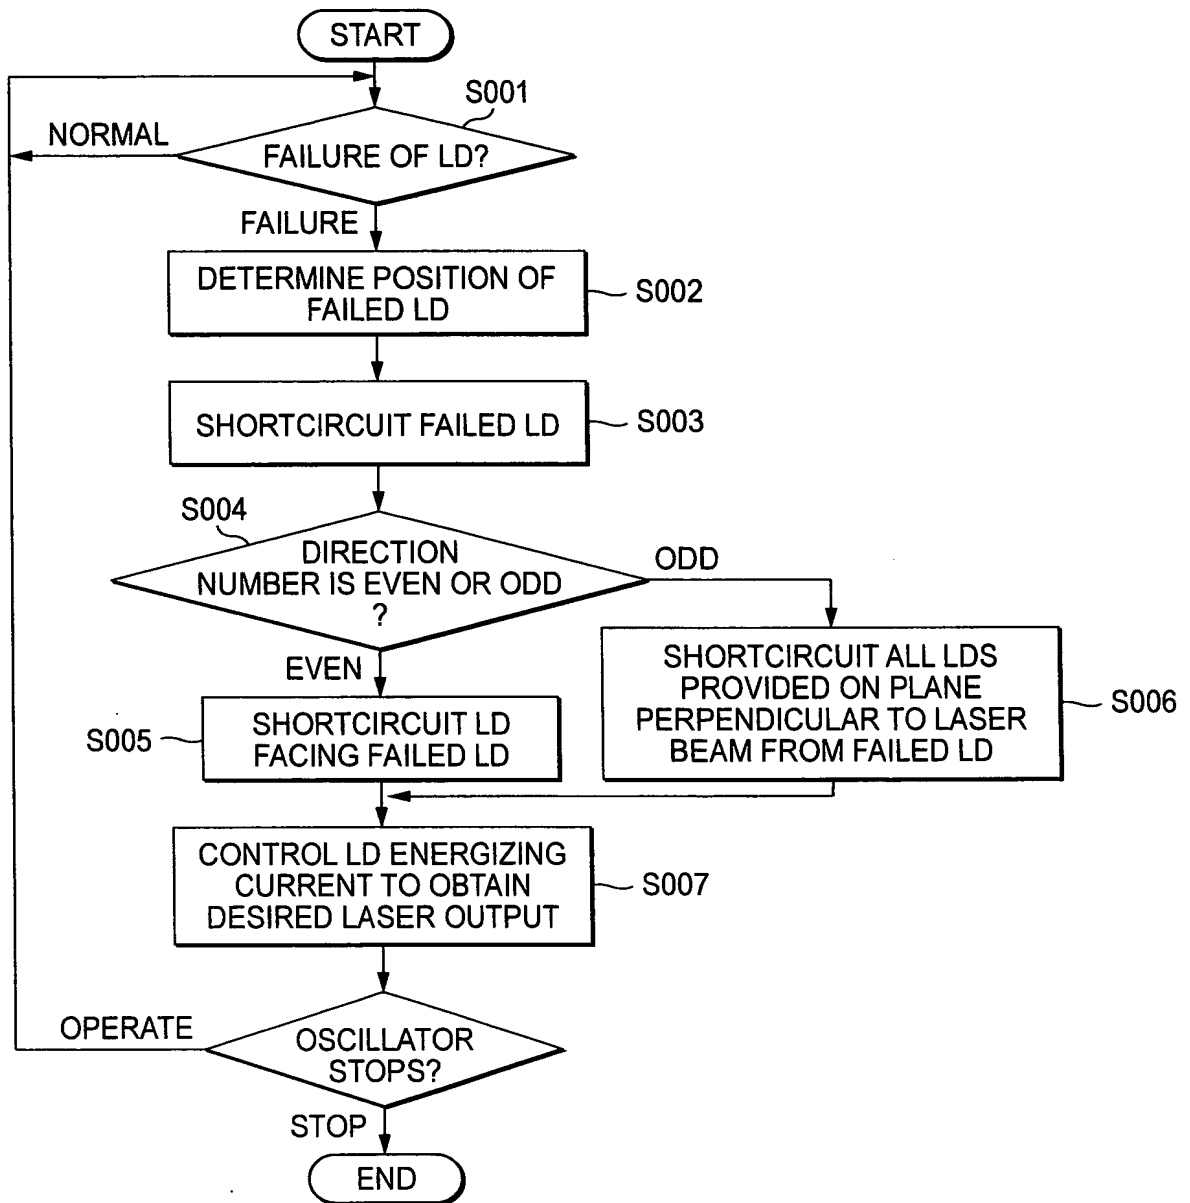 START
S001
NORMAL
FAILURE OF LD?
FAILURE
DETERMINE POSITION OF
FAILED LD
S002
SHORTCIRCUIT FAILED LD
S003
S004
DIRECTION
NUMBER IS EVEN OR ODD
?
ODD
EVEN
SHORTCIRCUIT ALL LDS
PROVIDED ON PLANE
PERPENDICULAR TO LASER
BEAM FROM FAILED LD
S006
S005
SHORTCIRCUIT LD
FACING FAILED LD
CONTROL LD ENERGIZING
CURRENT TO OBTAIN
DESIRED LASER OUTPUT
S007
OPERATE
OSCILLATOR
STOPS?
STOP
END